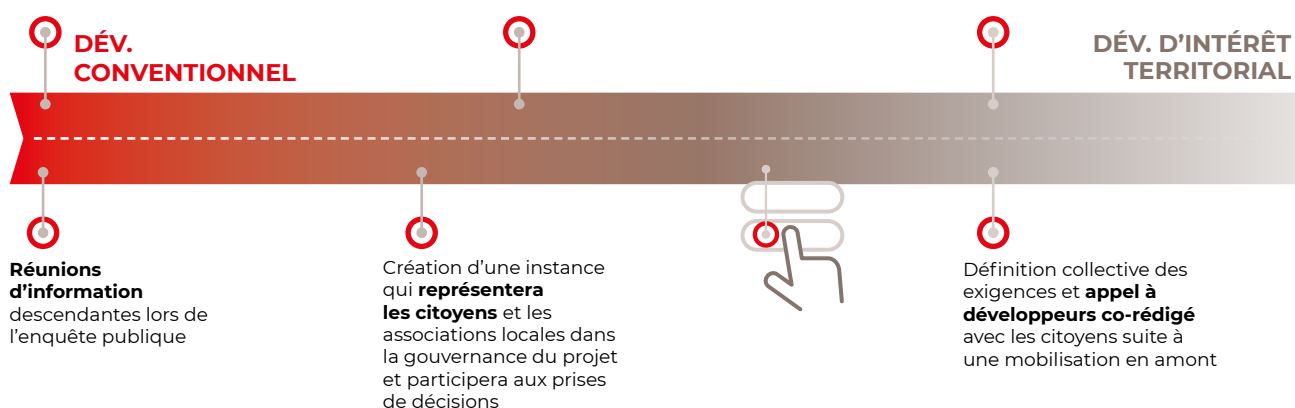 DÉV.
CONVENTIONNEL
DÉV. D’INTÉRÊT
TERRITORIAL
Réunions
d’information
descendantes lors de
l’enquête publique
Création d’une instance
qui représentera
les citoyens et les
associations locales dans
la gouvernance du projet
et participera aux prises
de décisions
Définition collective des
exigences et appel à
développeurs co-rédigé
avec les citoyens suite à
une mobilisation en amont